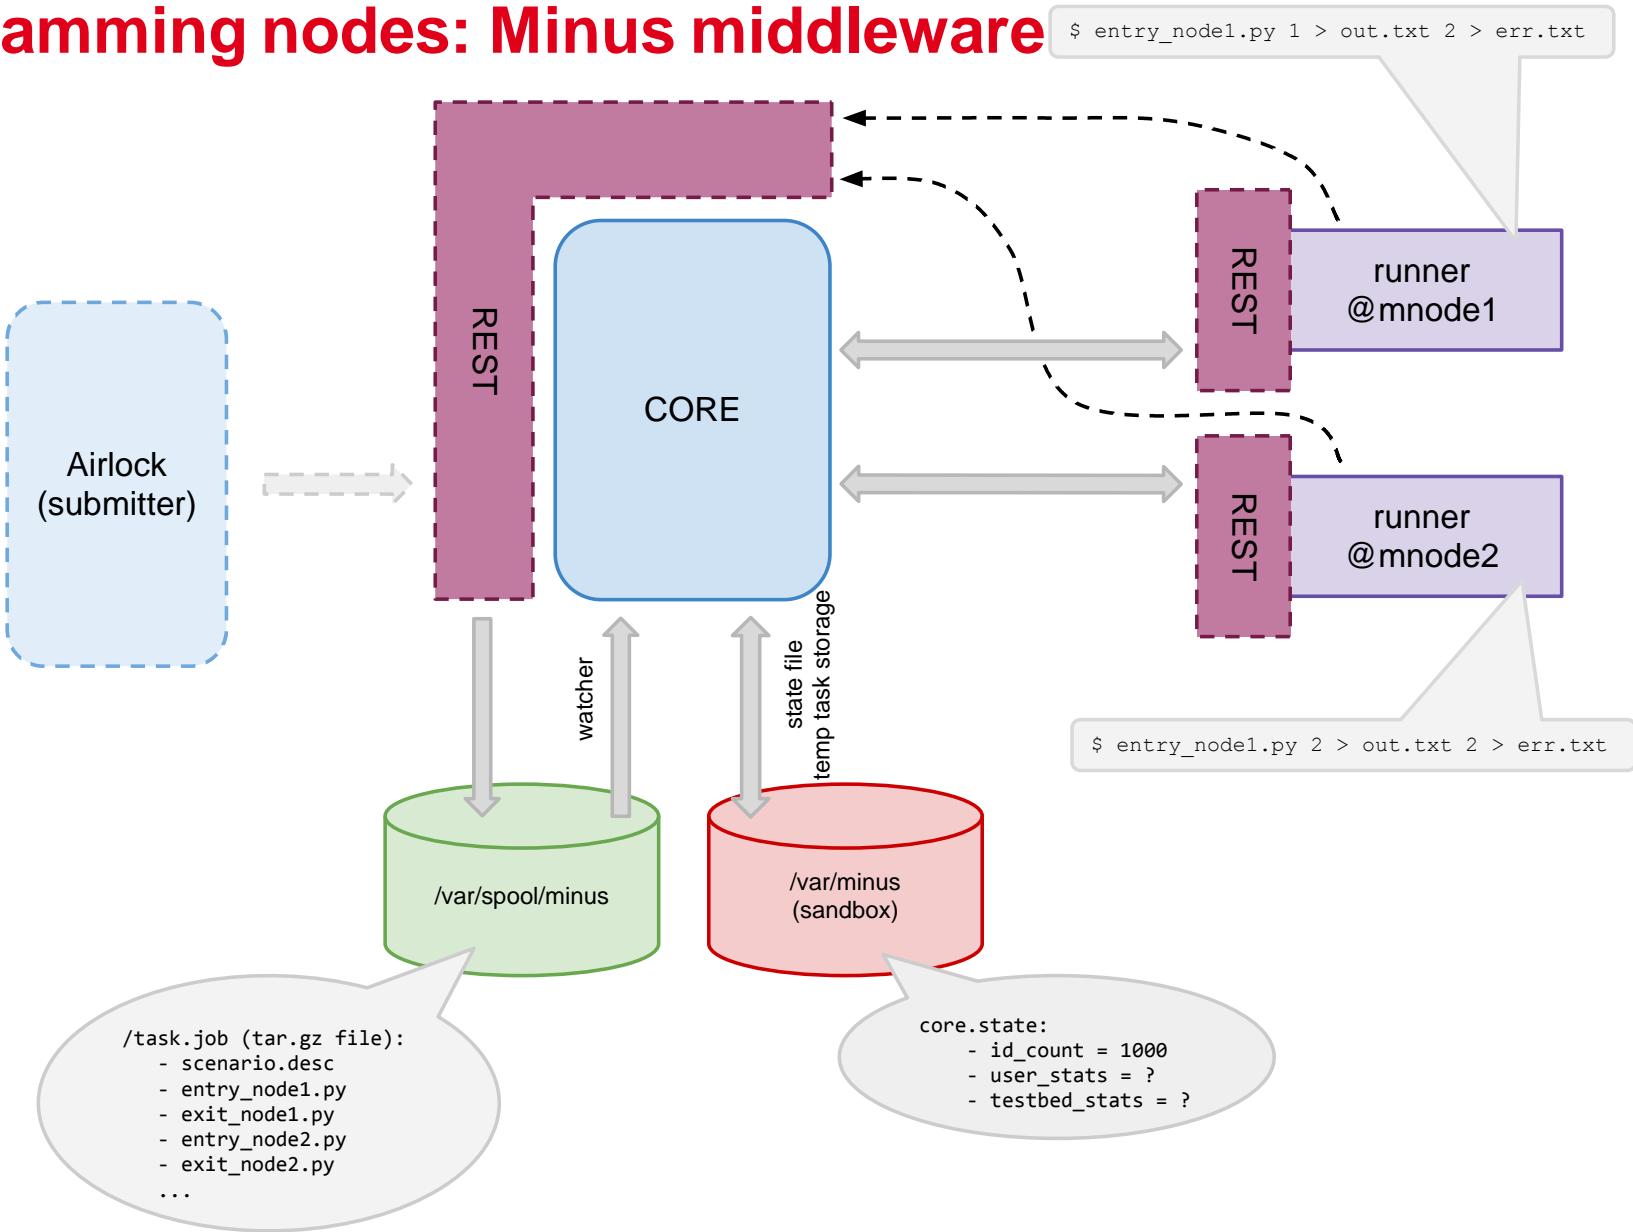 amming nodes: Minus middleware
$ entry_node1.py 1 > out.txt 2 > err.txt
REST
CORE
REST
runner
@mnode1
Airlock
(submitter)
REST
runner
@mnode2
watcher
state file
temp task storage
$ entry_node1.py 2 > out.txt 2 > err.txt
/var/spool/minus
/var/minus
(sandbox)
/task.job (tar.gz file):
- scenario.desc
- entry_node1.py
- exit_node1.py
- entry_node2.py
- exit_node2.py
...
core.state:
- id_count = 1000
- user_stats = ?
- testbed_stats = ?